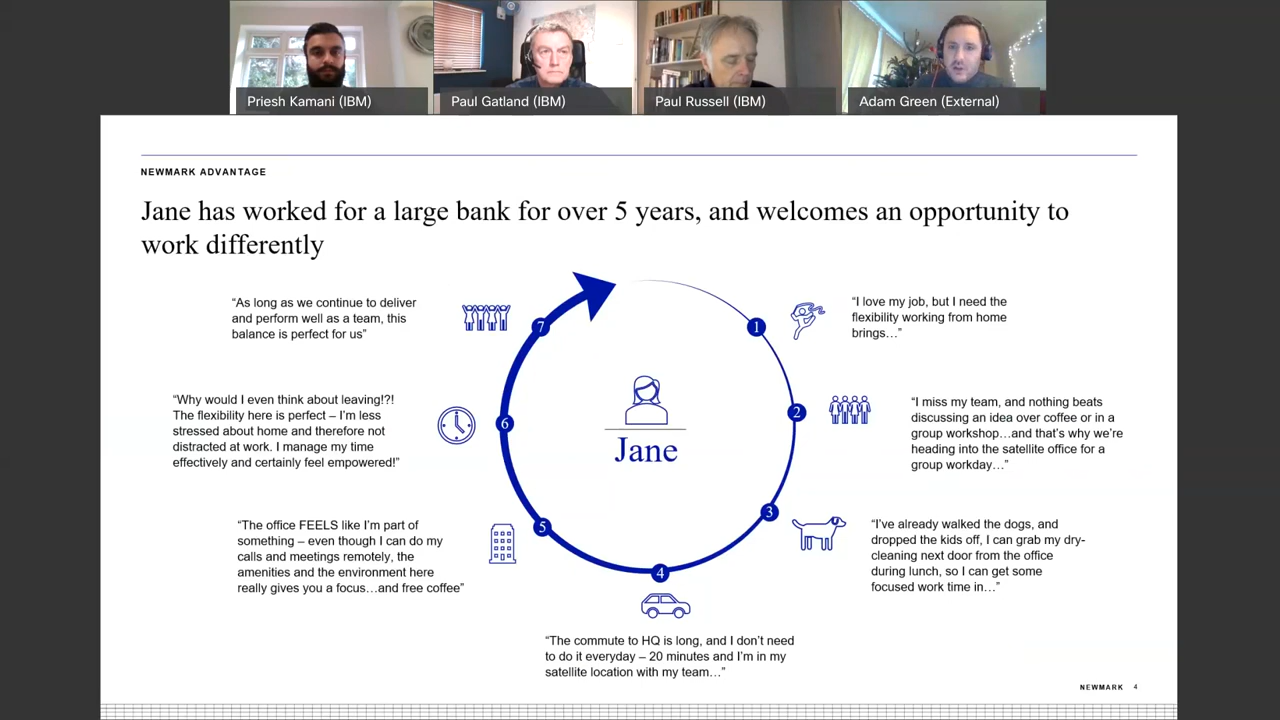 Priesh Kamani (IBM)
Paul Gatland (IBM)
Paul Russell (IBM)
Adam Green (External)
NEWMARK ADVANTAGE
Jane has worked for a large bank for over 5 years, and welcomes an opportunity to
work differently
1
“I love my job, but I need the
flexibility working from home
brings…”
2
“I miss my team, and nothing beats
discussing an idea over coffee or in a
group workshop…and that’s why we’re
heading into the satellite office for a
group workday…”
3
“I’ve already walked the dogs, and
dropped the kids off, I can grab my dry-
cleaning next door from the office
during lunch, so I can get some
focused work time in…”
4
“The commute to HQ is long, and I don’t need
to do it everyday – 20 minutes and I’m in my
satellite location with my team…”
5
“The office FEELS like I’m part of
something – even though I can do my
calls and meetings remotely, the
amenities and the environment here
really gives you a focus…and free coffee”
6
“Why would I even think about leaving!?!
The flexibility here is perfect – I’m less
stressed about home and therefore not
distracted at work. I manage my time
effectively and certainly feel empowered!”
7
“As long as we continue to deliver
and perform well as a team, this
balance is perfect for us”
Jane
NEWMARK 4